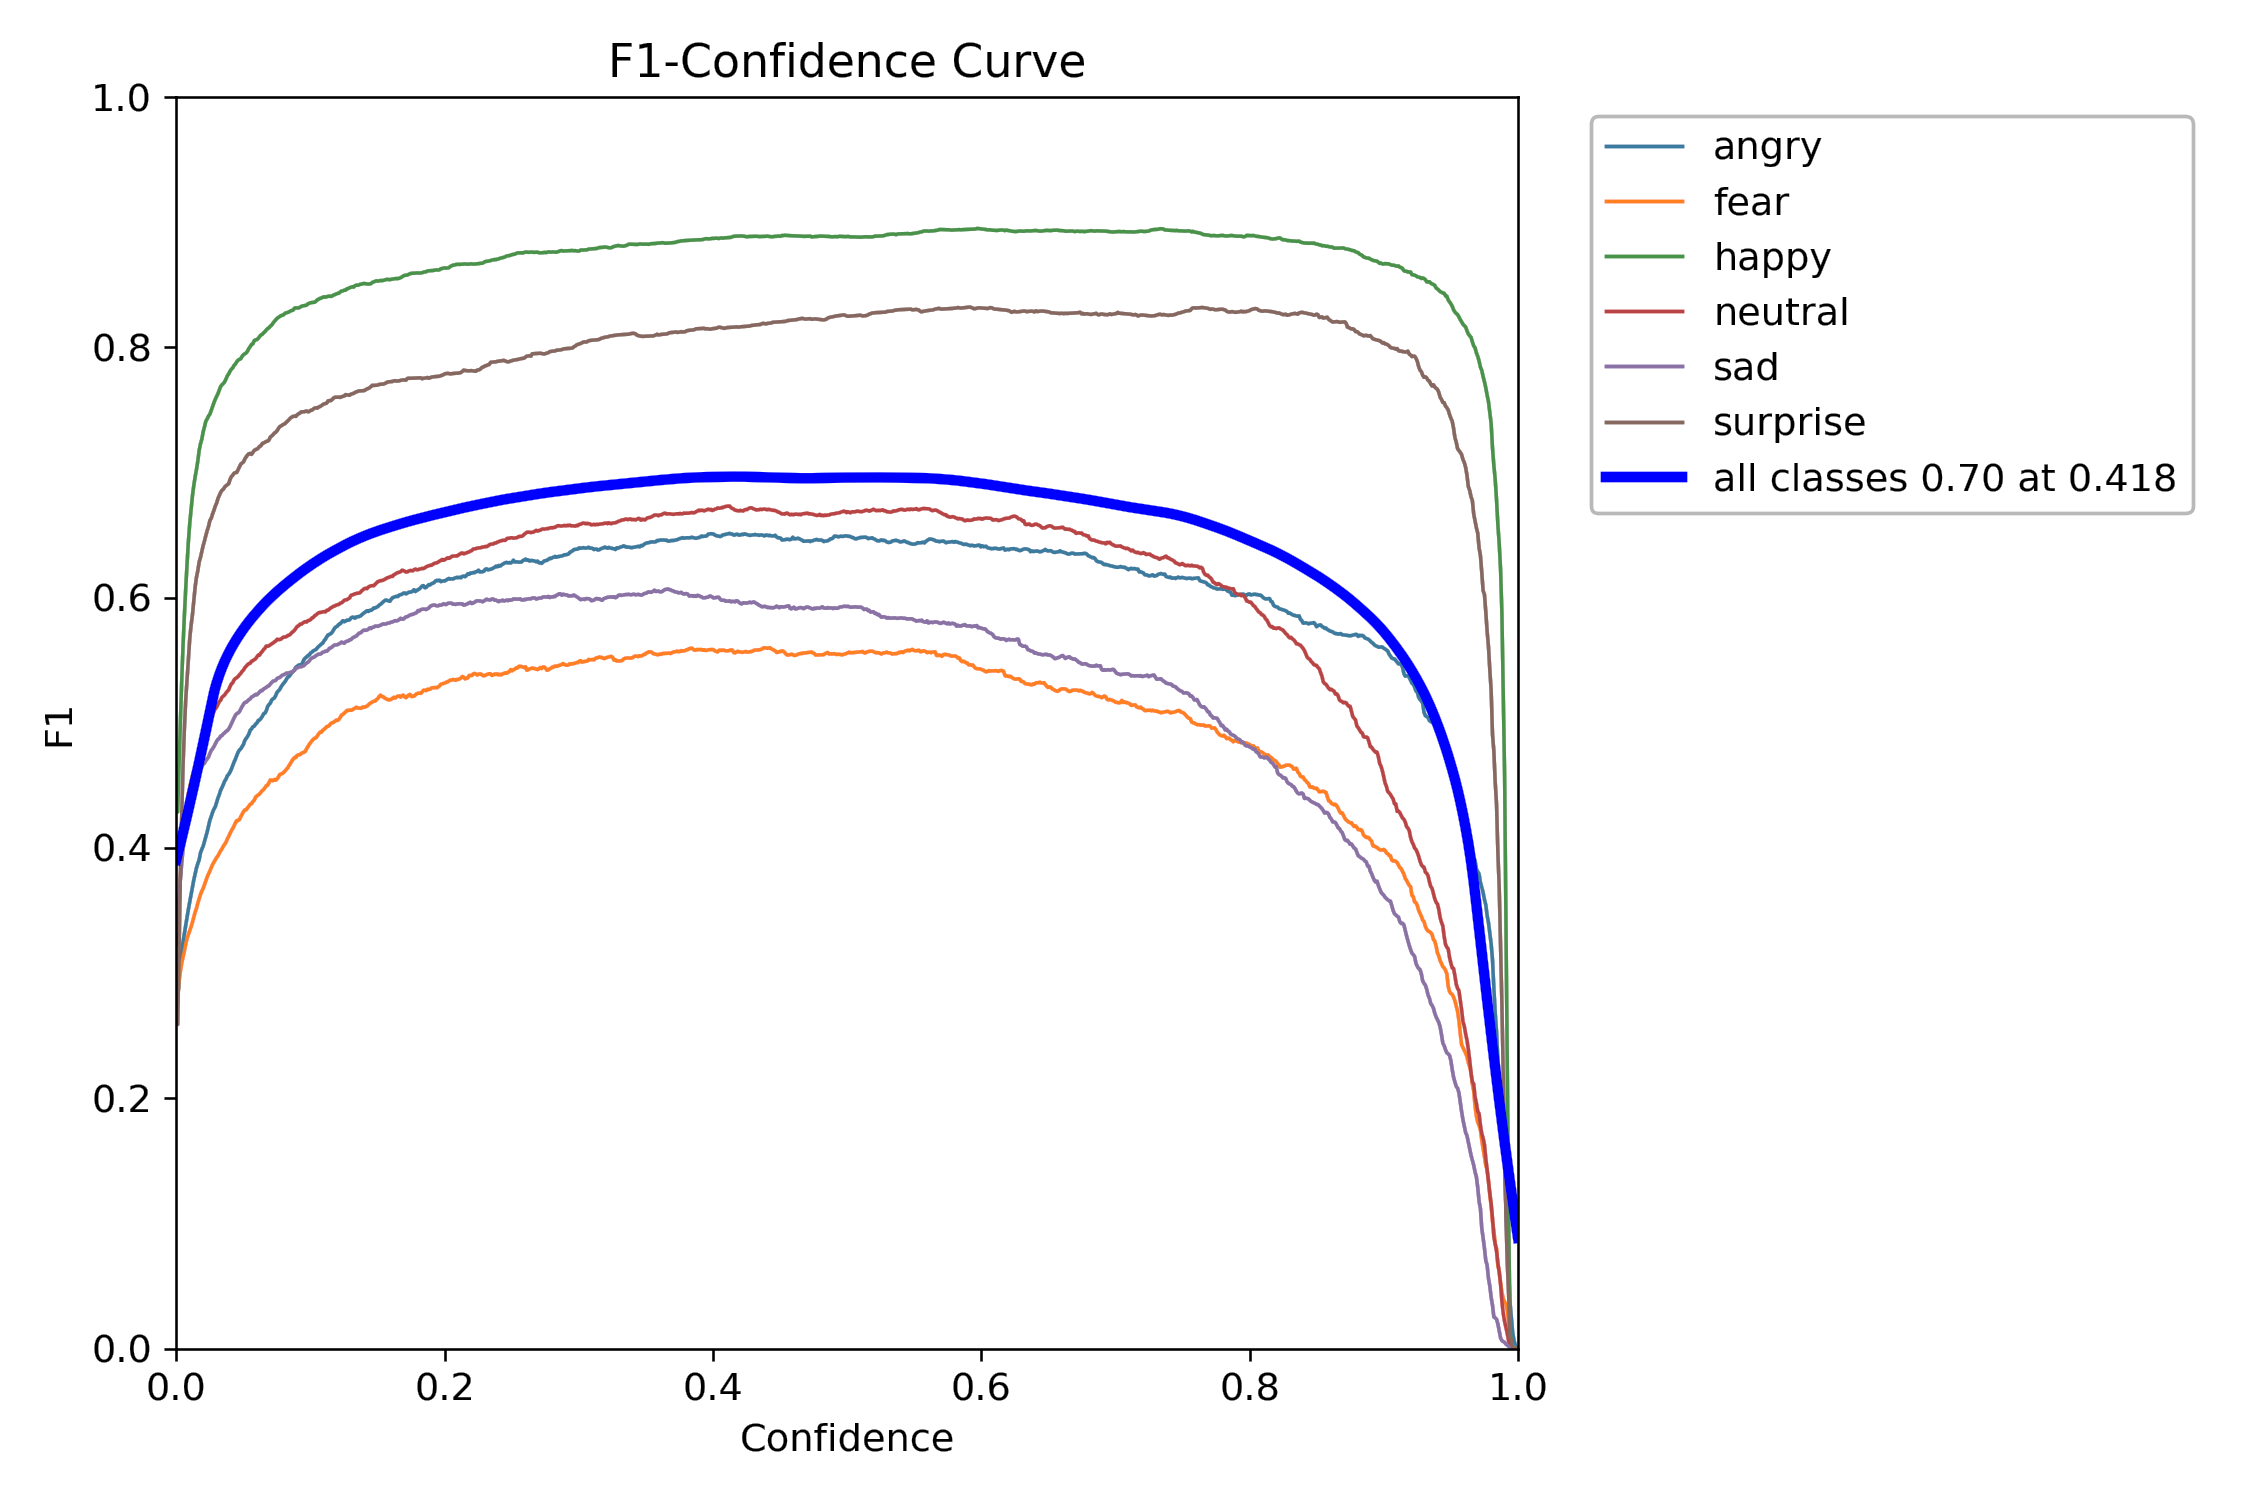 F1-Confidence Curve
1.0
0.8
0.6
0.4
0.2
0.0
F1
0.0 0.2 0.4 0.6 0.8 1.0
Confidence
angry
fear
happy
neutral
sad
surprise
all classes 0.70 at 0.418